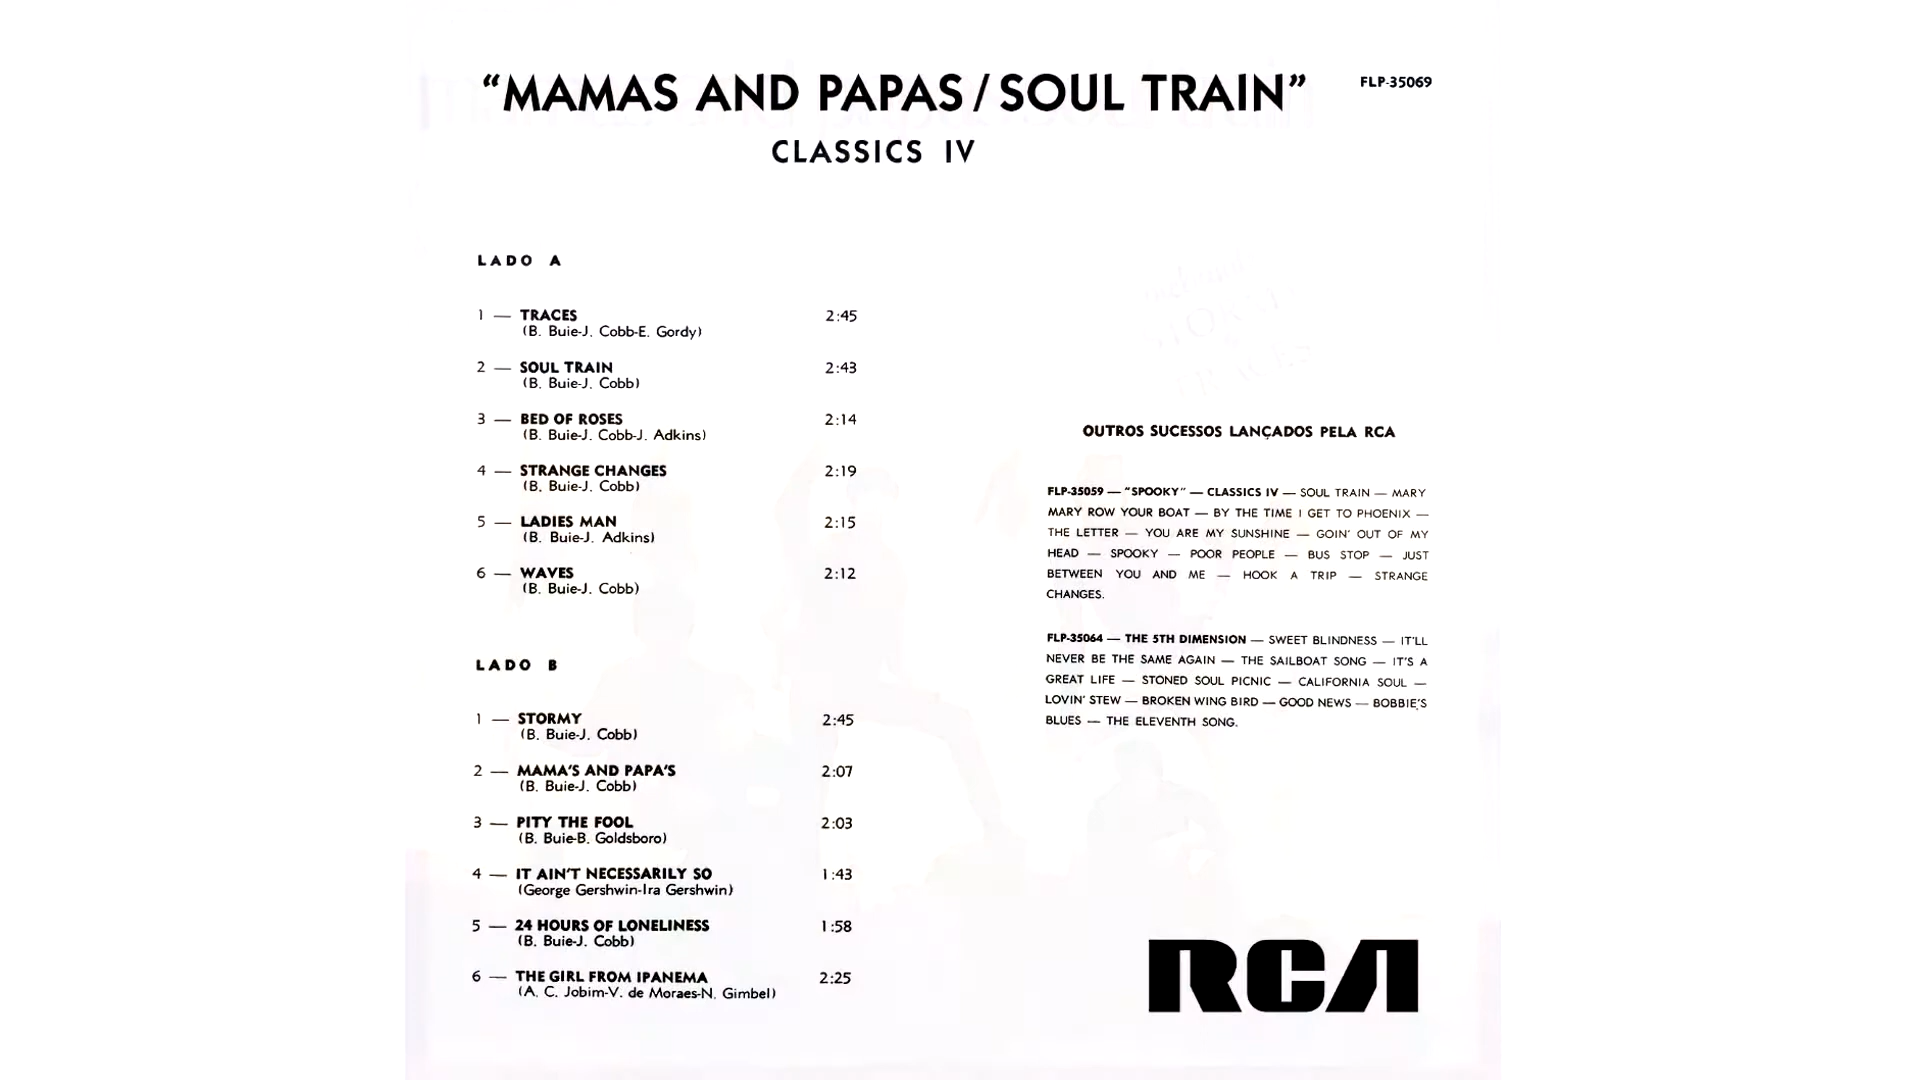 "MAMAS AND PAPAS/SOUL TRAIN"
FLP-35069
CLASSICS IV
LADO A
1 — TRACES 2:45
(B. Buie-J. Cobb-E. Gordy)
2 — SOUL TRAIN 2:43
(B. Buie-J. Cobb)
3 — BED OF ROSES 2:14
(B. Buie-J. Cobb-J. Adkins)
4 — STRANGE CHANGES 2:19
(B. Buie-J. Cobb)
5 — LADIES MAN 2:15
(B. Buie-J. Adkins)
6 — WAVES 2:12
(B. Buie-J. Cobb)
LADO B
1 — STORMY 2:45
(B. Buie-J. Cobb)
2 — MAMA'S AND PAPA'S 2:07
(B. Buie-J. Cobb)
3 — PITY THE FOOL 2:03
(B. Buie-B. Goldsboro)
4 — IT AIN'T NECESSARILY SO 1:43
(George Gershwin-Ira Gershwin)
5 — 24 HOURS OF LONELINESS 1:58
(B. Buie-J. Cobb)
6 — THE GIRL FROM IPANEMA 2:25
(A. C. Jobim-V. de Moraes-N. Gimbel)
OUTROS SUCESSOS LANÇADOS PELA RCA
FLP-35059 — "SPOOKY" — CLASSICS IV — SOUL TRAIN — MARY
MARY ROW YOUR BOAT — BY THE TIME I GET TO PHOENIX —
THE LETTER — YOU ARE MY SUNSHINE — GOIN' OUT OF MY
HEAD — SPOOKY — POOR PEOPLE — BUS STOP — JUST
BETWEEN YOU AND ME — HOOK A TRIP — STRANGE
CHANGES.
FLP-35064 — THE 5TH DIMENSION — SWEET BLINDNESS — IT'LL
NEVER BE THE SAME AGAIN — THE SAILBOAT SONG — IT'S A
GREAT LIFE — STONED SOUL PICNIC — CALIFORNIA SOUL —
LOVIN' STEW — BROKEN WING BIRD — GOOD NEWS — BOBBIE'S
BLUES — THE ELEVENTH SONG.
RCA